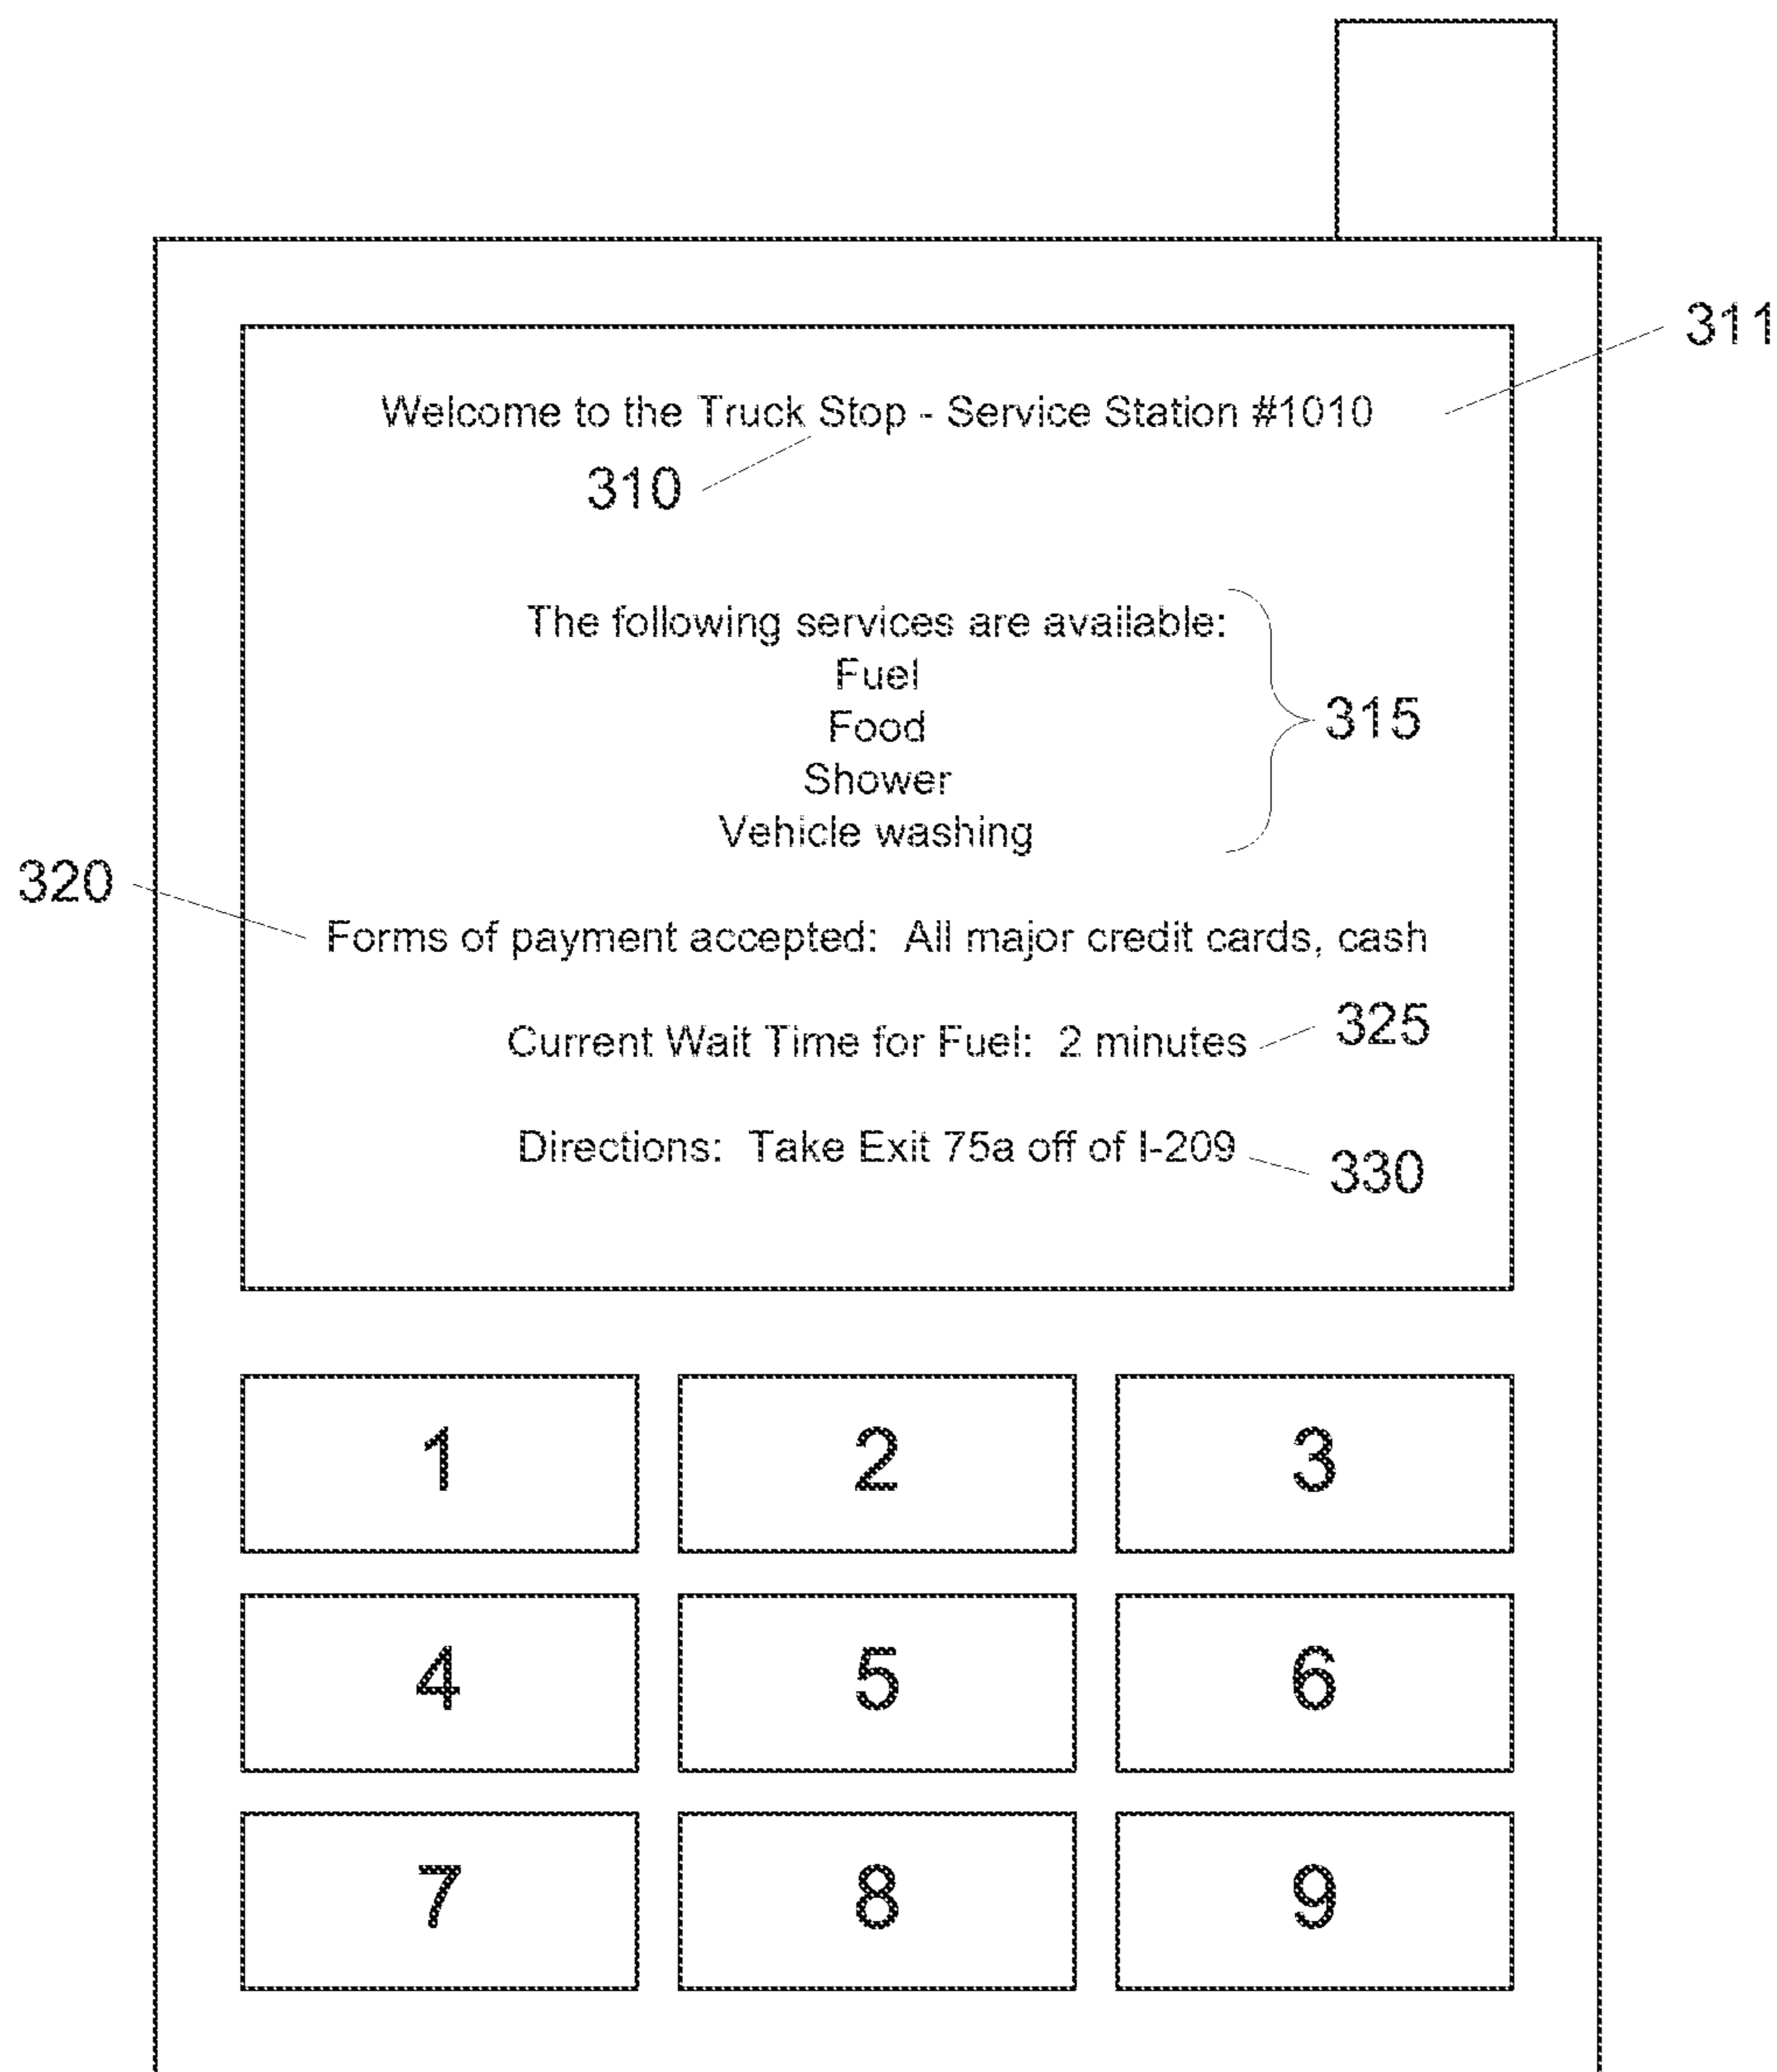 311
Welcome to the Truck Stop - Service Station #1010
310
The following services are available:
Fuel
Food
315
Shower
Vehicle washing
320
Forms of payment accepted: All major credit cards, cash
325
Current Wait Time for Fuel: 2 minutes
Directions: Take Exit 75a off of I-209
330
1 2 3
4 5 6
7 8 9